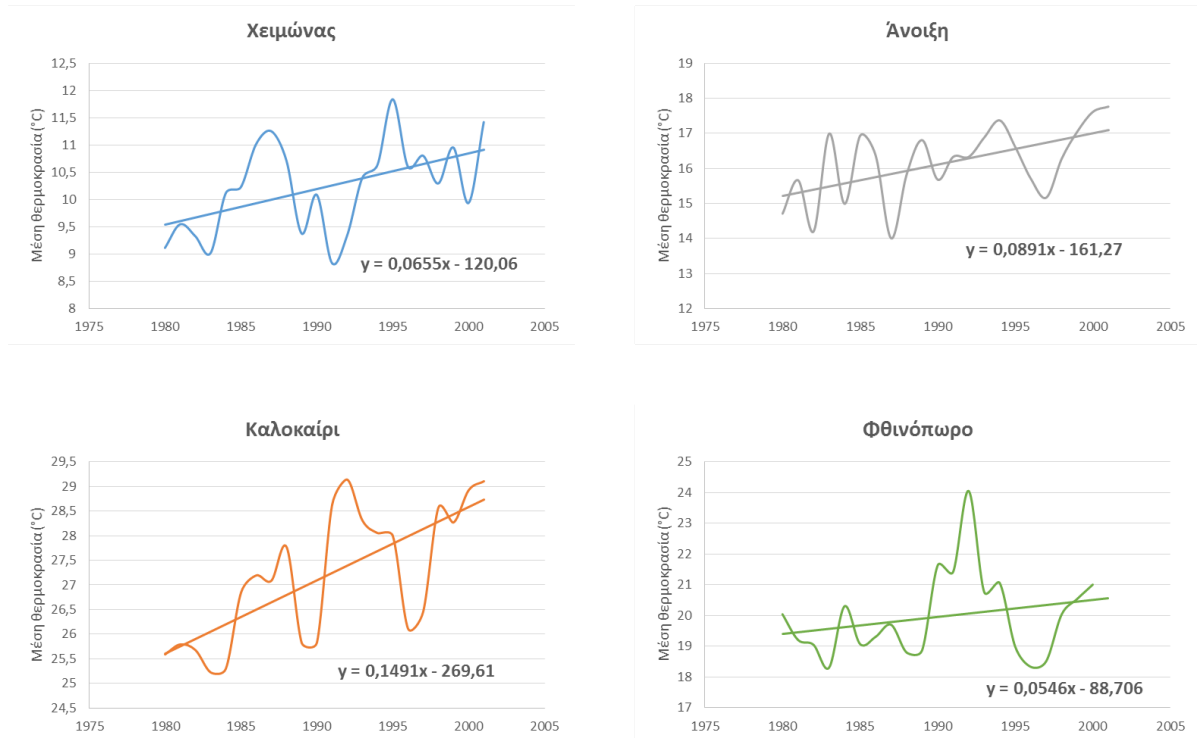 Χειμώνας
Μέση θερμοκρασία (°C)
12,5
12
11,5
11
10,5
10
9,5
9
8,5
8
1975 1980 1985 1990 1995 2000 2005
y = 0,0655x - 120,06
Άνοιξη
Μέση θερμοκρασία (°C)
19
18
17
16
15
14
13
12
1975 1980 1985 1990 1995 2000 2005
y = 0,0891x - 161,27
Καλοκαίρι
Μέση θερμοκρασία (°C)
29,5
29
28,5
28
27,5
27
26,5
26
25,5
25
24,5
1975 1980 1985 1990 1995 2000 2005
y = 0,1491x - 269,61
Φθινόπωρο
Μέση θερμοκρασία (°C)
25
24
23
22
21
20
19
18
17
1975 1980 1985 1990 1995 2000 2005
y = 0,0546x - 88,706